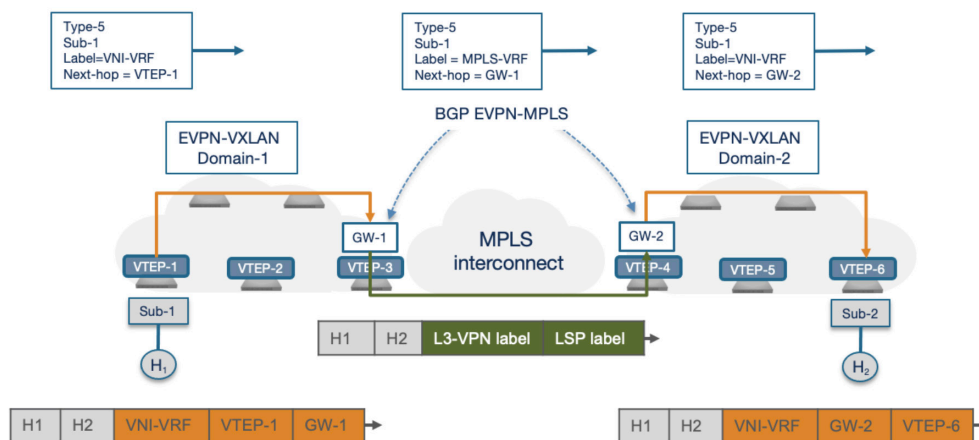 Type-5
Sub-1
Label=VNI-VRF
Next-hop = VTEP-1
Type-5
Sub-1
Label = MPLS-VRF
Next-hop = GW-1
Type-5
Sub-1
Label=VNI-VRF
Next-hop = GW-2
BGP EVPN-MPLS
EVPN-VXLAN
Domain-1
EVPN-VXLAN
Domain-2
GW-1
MPLS
interconnect
GW-2
VTEP-1
VTEP-2
VTEP-3
VTEP-4
VTEP-5
VTEP-6
Sub-1
Sub-2
H1 H2 L3-VPN label LSP label
H₁
H₂
H1 H2 VNI-VRF VTEP-1 GW-1
H1 H2 VNI-VRF GW-2 VTEP-6